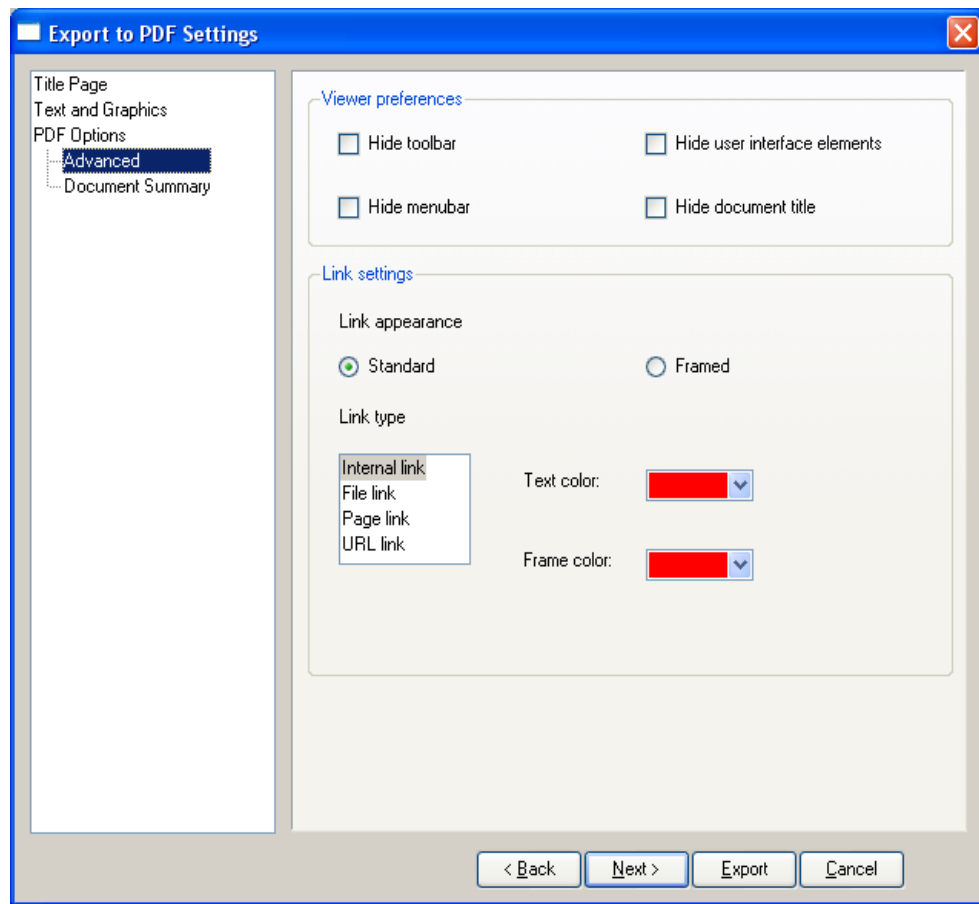 Export to PDF Settings
Title Page
Text and Graphics
PDF Options
Advanced
Document Summary
Viewer preferences
Hide toolbar
Hide user interface elements
Hide menubar
Hide document title
Link settings
Link appearance
Standard
Framed
Link type
Internal link
File link
Page link
URL link
Text color:
Frame color:
< Back
Next >
Export
Cancel